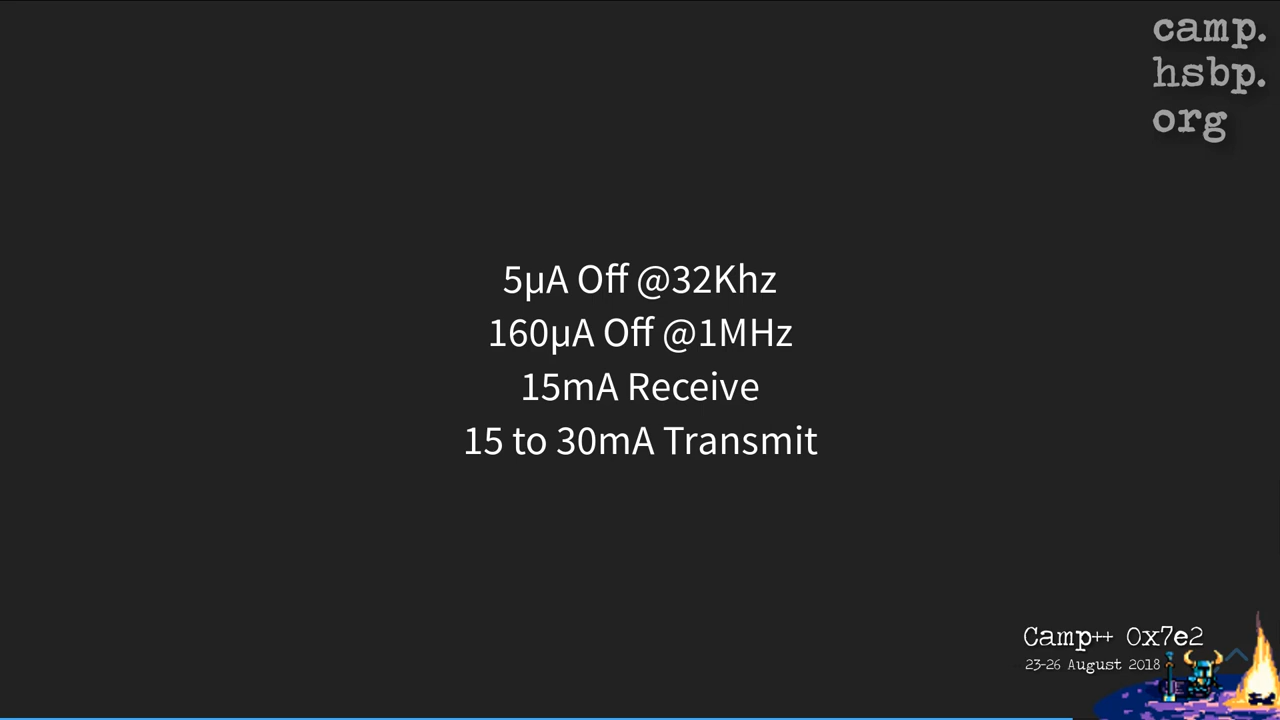 camp.
hsbp.
org
5µA Off @32Khz
160µA Off @1MHz
15mA Receive
15 to 30mA Transmit
Camp++ 0x7e2
23-26 August 2018